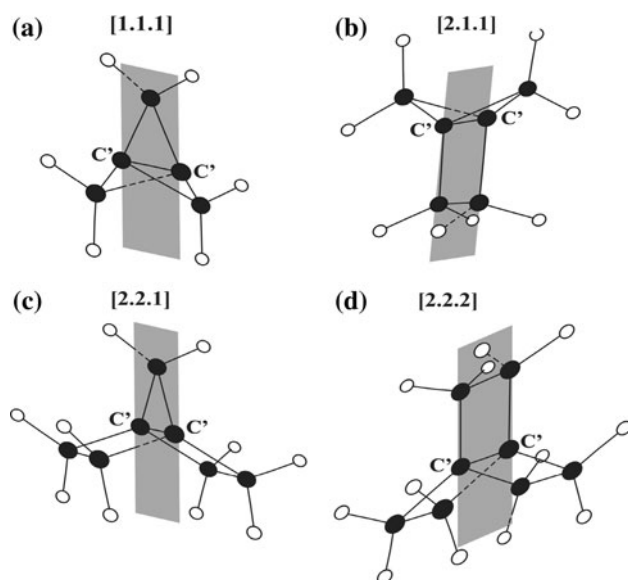 (a) [1.1.1]
C' C'
(b) [2.1.1]
C' C'
(c) [2.2.1]
C' C'
(d) [2.2.2]
C' C'